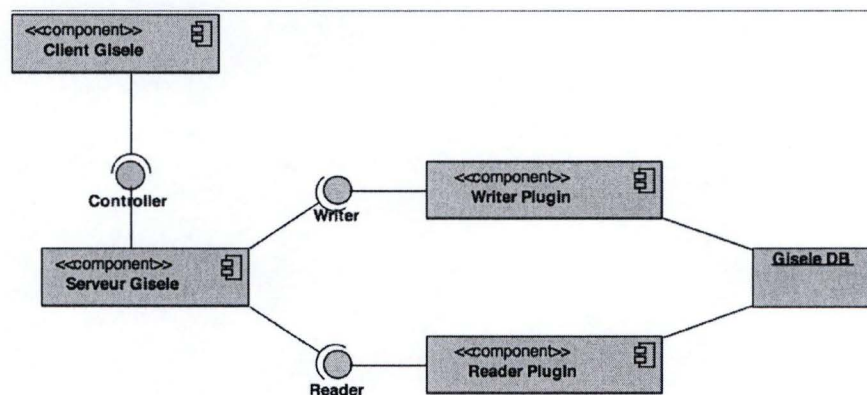 <<component>>
Client Gisele
Controller
<<component>>
Serveur Gisele
Writer
<<component>>
Writer Plugin
Gisele DB
Reader
<<component>>
Reader Plugin